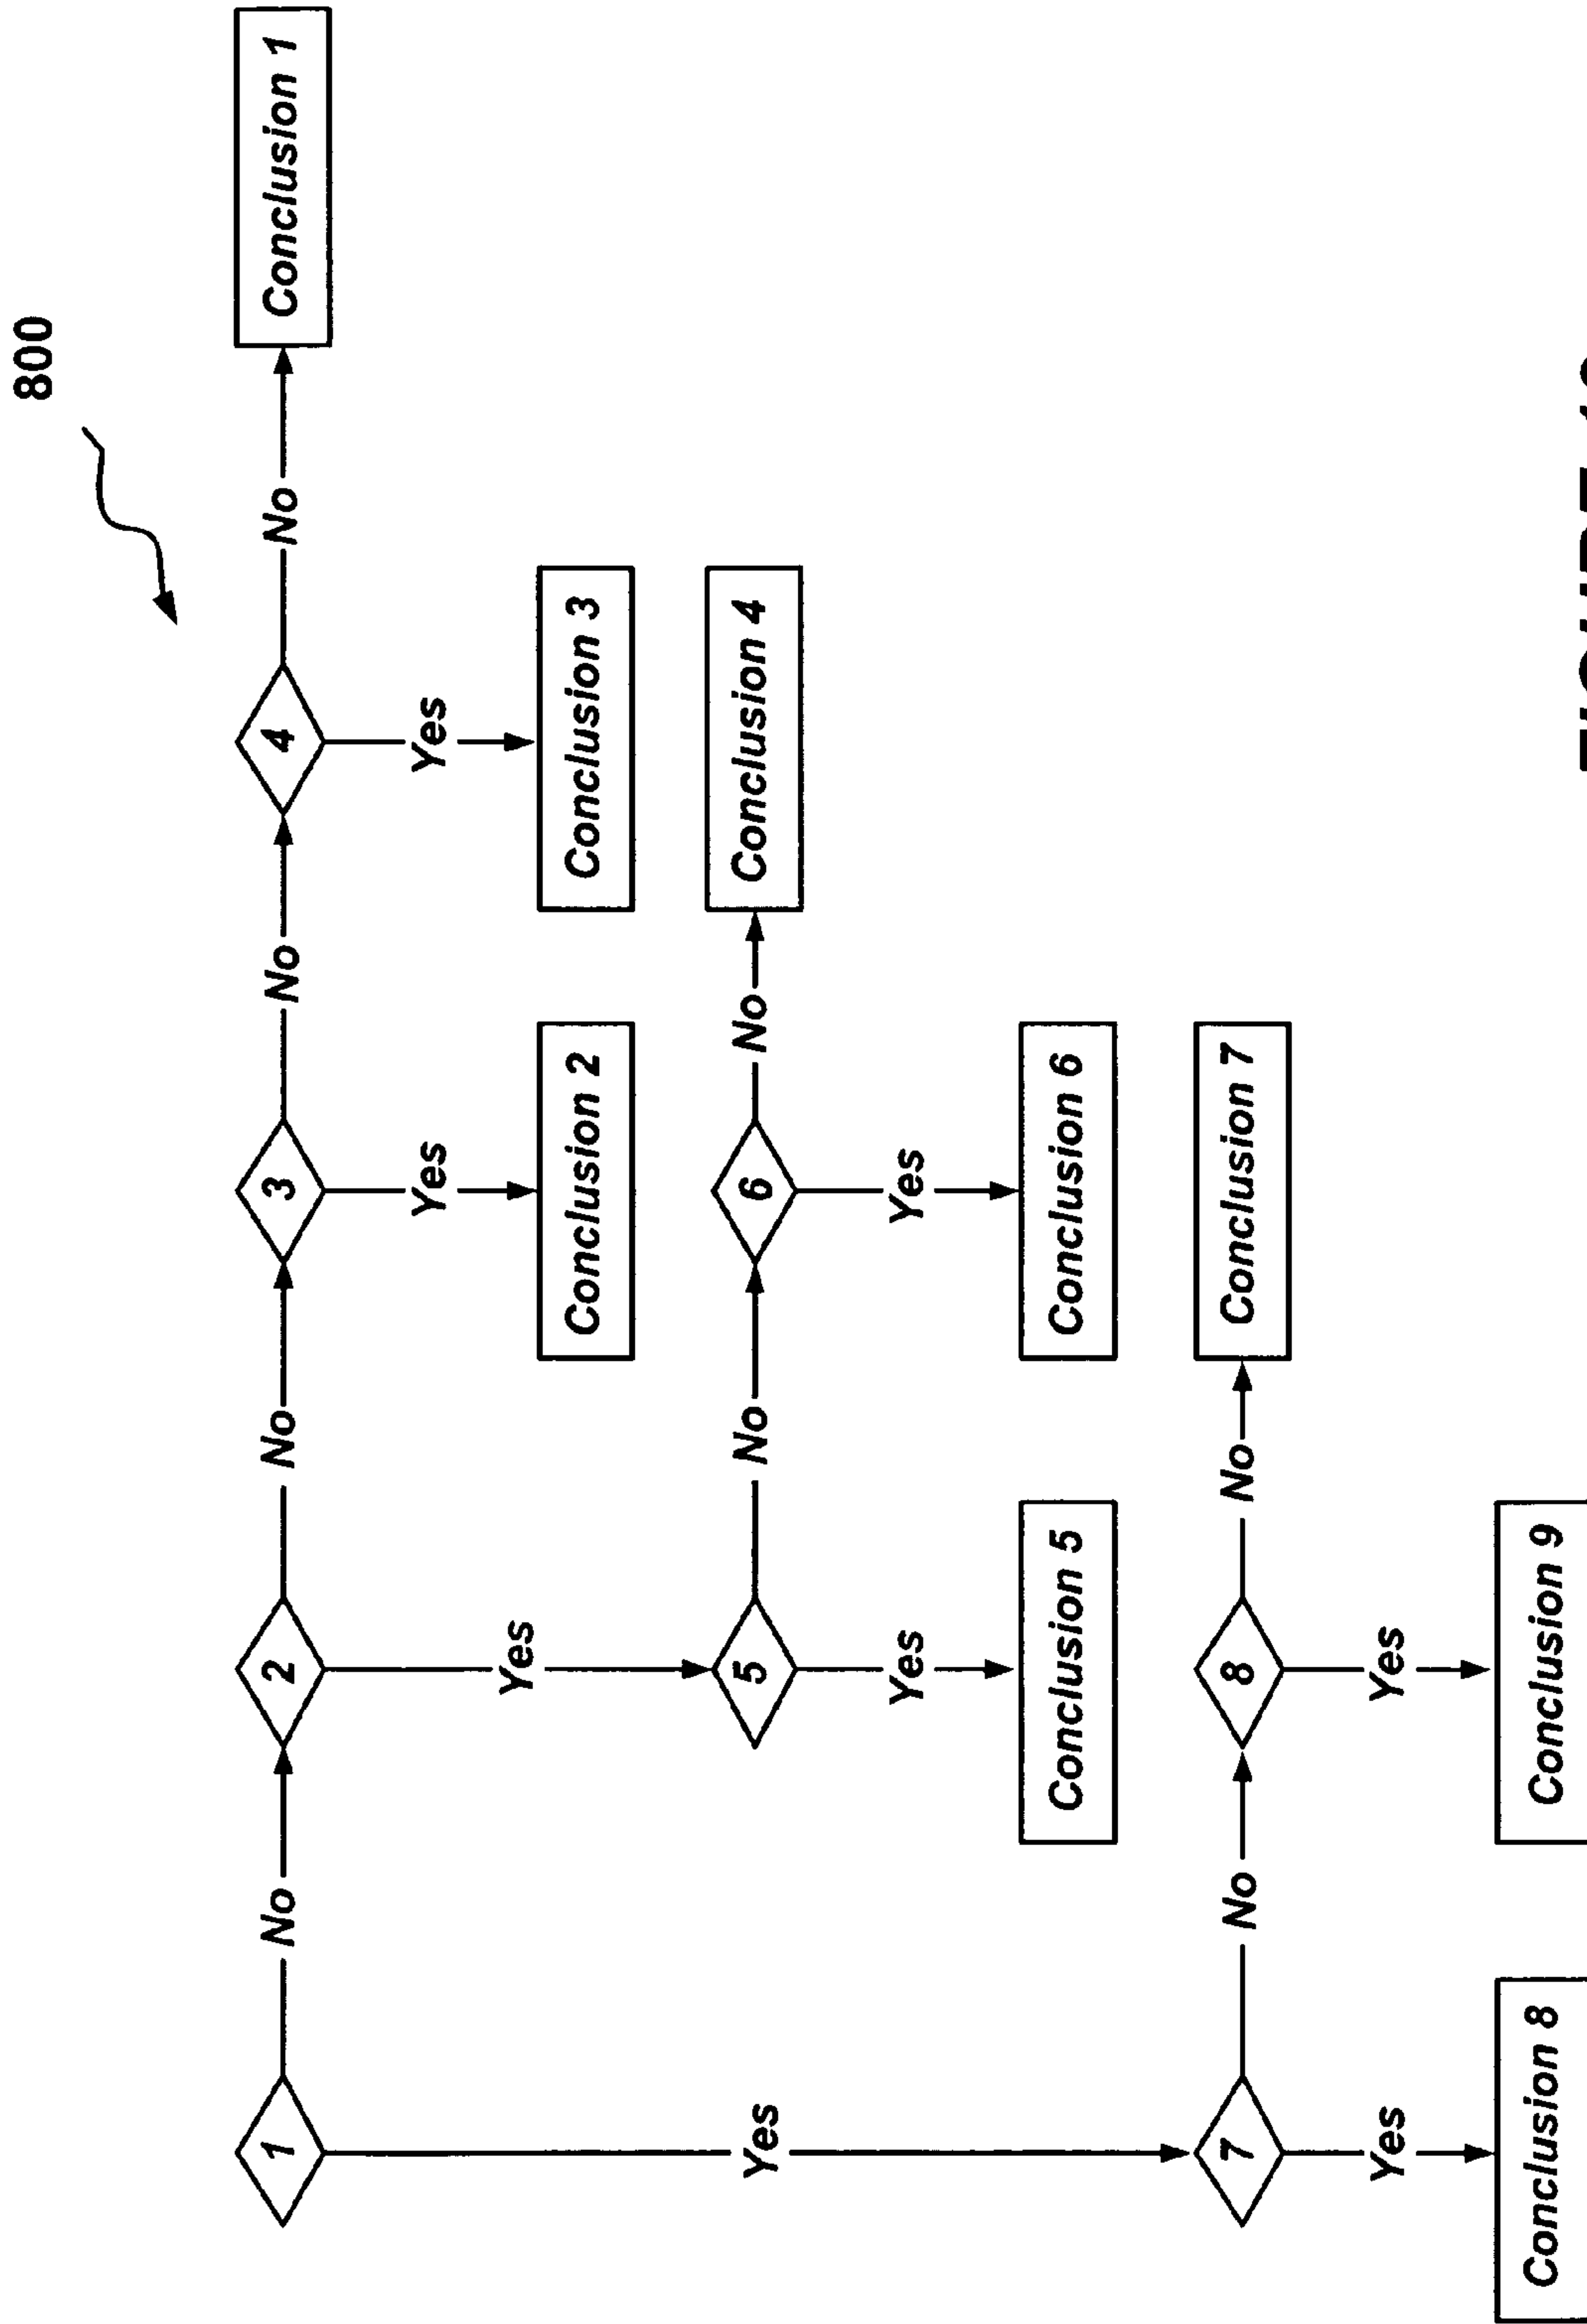 800
1
No
2
No
3
No
4
No
Conclusion 1
Yes
Yes
Yes
Conclusion 2
Conclusion 3
Yes
5
No
6
No
Conclusion 4
Yes
Yes
Conclusion 5
Conclusion 6
7
No
8
No
Conclusion 7
Yes
Yes
Conclusion 8
Conclusion 9